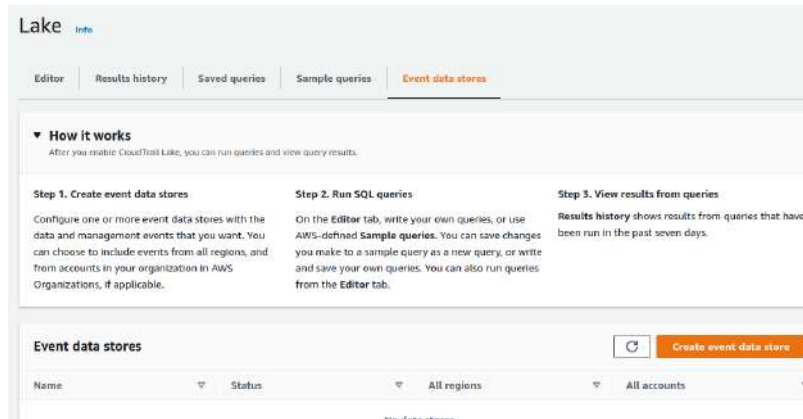 Lake Info
Editor Results history Saved queries Sample queries Event data stores
▼ How it works
After you enable CloudTrail Lake, you can run queries and view query results.
Step 1. Create event data stores
Configure one or more event data stores with the
data and management events that you want. You
can choose to include events from all regions, and
from accounts in your organization in AWS
Organizations, if applicable.
Step 2. Run SQL queries
On the Editor tab, write your own queries, or use
AWS-defined Sample queries. You can save changes
you make to a sample query as a new query, or write
and save your own queries. You can also run queries
from the Editor tab.
Step 3. View results from queries
Results history shows results from queries that have
been run in the past seven days.
Event data stores
Create event data store
Name Status All regions All accounts
No data stores